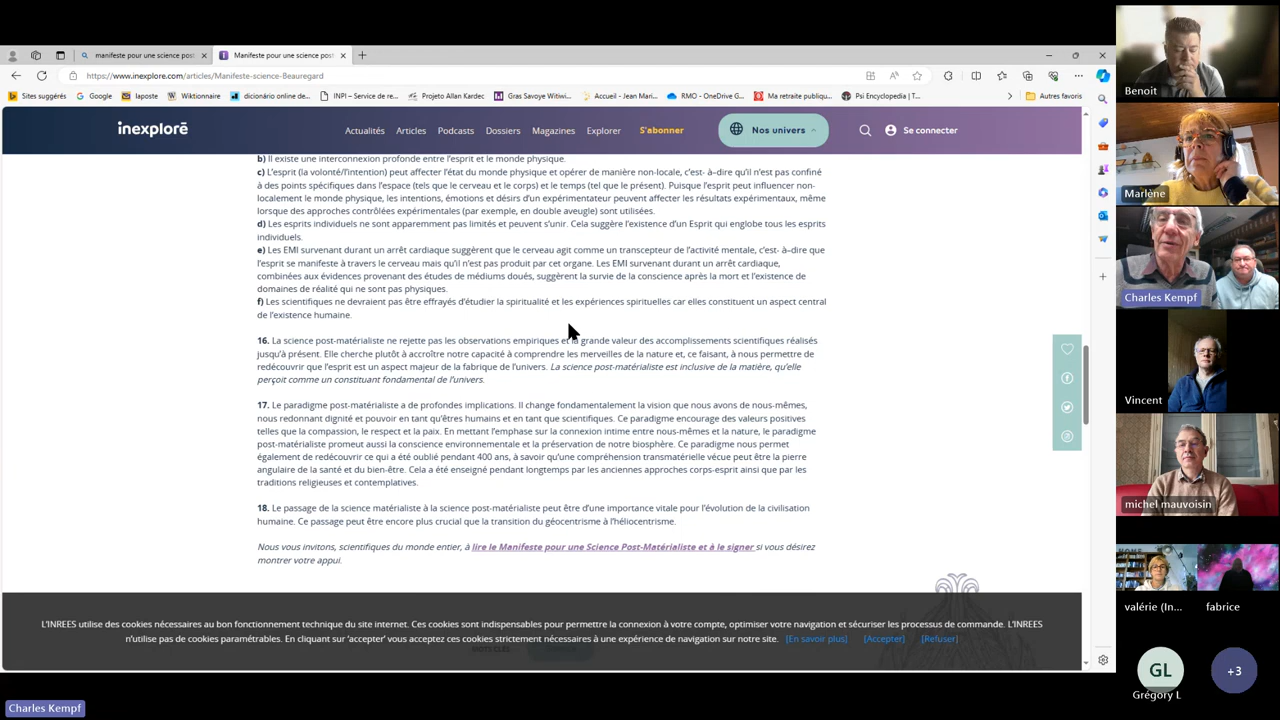 manifeste pour une science post
Manifeste pour une science post
https://www.inexplore.com/articles/Manifeste-science-Beauregard
Sites suggérés
Google
laposte
Wiktionnaire
dicionário online de...
INPI – Service de re...
Projeto Allan Kardec
Gras Savoye Witiwi...
Accueil - Jean Mari...
RMO - OneDrive G...
Ma retraite publiqu...
Psi Encyclopedia | T...
Autres favoris
inexploré
Actualités
Articles
Podcasts
Dossiers
Magazines
Explorer
S'abonner
Nos univers
Se connecter
b) Il existe une interconnexion profonde entre l'esprit et le monde physique.
c) L'esprit (la volonté/l'intention) peut affecter l'état du monde physique et opérer de manière non-locale, c'est- à–dire qu'il n'est pas confiné
à des points spécifiques dans l'espace (tels que le cerveau et le corps) et le temps (tel que le présent). Puisque l'esprit peut influencer non-
localement le monde physique, les intentions, émotions et désirs d'un expérimentateur peuvent affecter les résultats expérimentaux, même
lorsque des approches contrôlées expérimentales (par exemple, en double aveugle) sont utilisées.
d) Les esprits individuels ne sont apparemment pas limités et peuvent s'unir. Cela suggère l'existence d'un Esprit qui englobe tous les esprits
individuels.
e) Les EMI survenant durant un arrêt cardiaque suggérent que le cerveau agit comme un transcepteur de l'activité mentale, c'est- à–dire que
l'esprit se manifeste à travers le cerveau mais qu'il n'est pas produit par cet organe. Les EMI survenant durant un arrêt cardiaque,
combinées aux évidences provenant des études de médiums doués, suggèrent la survie de la conscience après la mort et l'existence de
domaines de réalité qui ne sont pas physiques.
f) Les scientifiques ne devraient pas être effrayés d'étudier la spiritualité et les expériences spirituelles car elles constituent un aspect central
de l'existence humaine.
16. La science post-matérialiste ne rejette pas les observations empiriques et la grande valeur des accomplissements scientifiques réalisés
jusqu'à présent. Elle cherche plutôt à accroître notre capacité à comprendre les merveilles de la nature et, ce faisant, à nous permettre de
redécouvrir que l'esprit est un aspect majeur de la fabrique de l'univers. La science post-matérialiste est inclusive de la matière, qu'elle
perçoit comme un constituant fondamental de l'univers.
17. Le paradigme post-matérialiste a de profondes implications. Il change fondamentalement la vision que nous avons de nous-mêmes,
nous redonnant dignité et pouvoir en tant qu'êtres humains et en tant que scientifiques. Ce paradigme encourage des valeurs positives
telles que la compassion, le respect et la paix. En mettant l'emphase sur la connexion intime entre nous-mêmes et la nature, le paradigme
post-matérialiste promeut aussi la conscience environnementale et la préservation de notre biosphère. Ce paradigme nous permet
également de redécouvrir ce qui a été oublié pendant 400 ans, à savoir qu'une compréhension transmatérielle vécue peut être la pierre
angulaire de la santé et du bien-être. Cela a été enseigné pendant longtemps par les anciennes approches corps-esprit ainsi que par les
traditions religieuses et contemplatives.
18. Le passage de la science matérialiste à la science post-matérialiste peut être d'une importance vitale pour l'évolution de la civilisation
humaine. Ce passage peut être encore plus crucial que la transition du géocentrisme à l'héliocentrisme.
Nous vous invitons, scientifiques du monde entier, à lire le Manifeste pour une Science Post-Matérialiste et à le signer si vous désirez
montrer votre appui.
L'INREES utilise des cookies nécessaires au bon fonctionnement technique du site internet. Ces cookies sont indispensables pour permettre la connexion à votre compte, optimiser votre navigation et sécuriser les processus de commande. L'INREES
n'utilise pas de cookies paramétrables. En cliquant sur 'accepter' vous acceptez ces cookies strictement nécessaires à une expérience de navigation sur notre site. [En savoir plus] [Accepter] [Refuser]
MOTS CLÉS
Charles Kempf
Benoit
Marlène
Charles Kempf
Vincent
michel mauvoisin
valérie (In...
fabrice
GL
Grégory L
+3